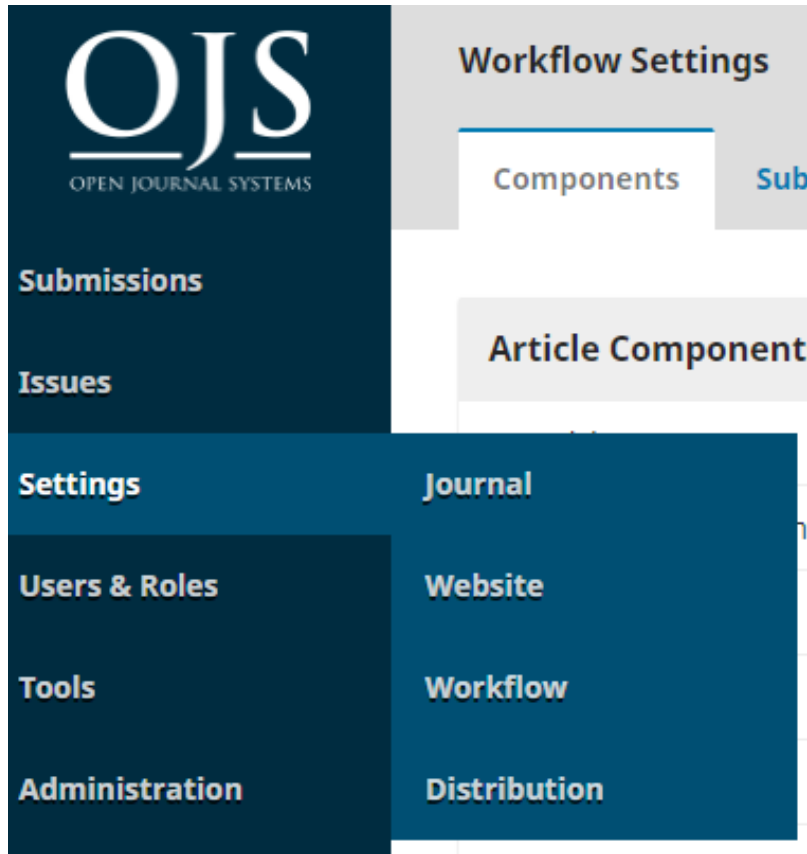 OJS
OPEN JOURNAL SYSTEMS
Submissions
Issues
Settings
Users & Roles
Tools
Administration
Journal
Website
Workflow
Distribution
Workflow Settings
Components Sub
Article Component